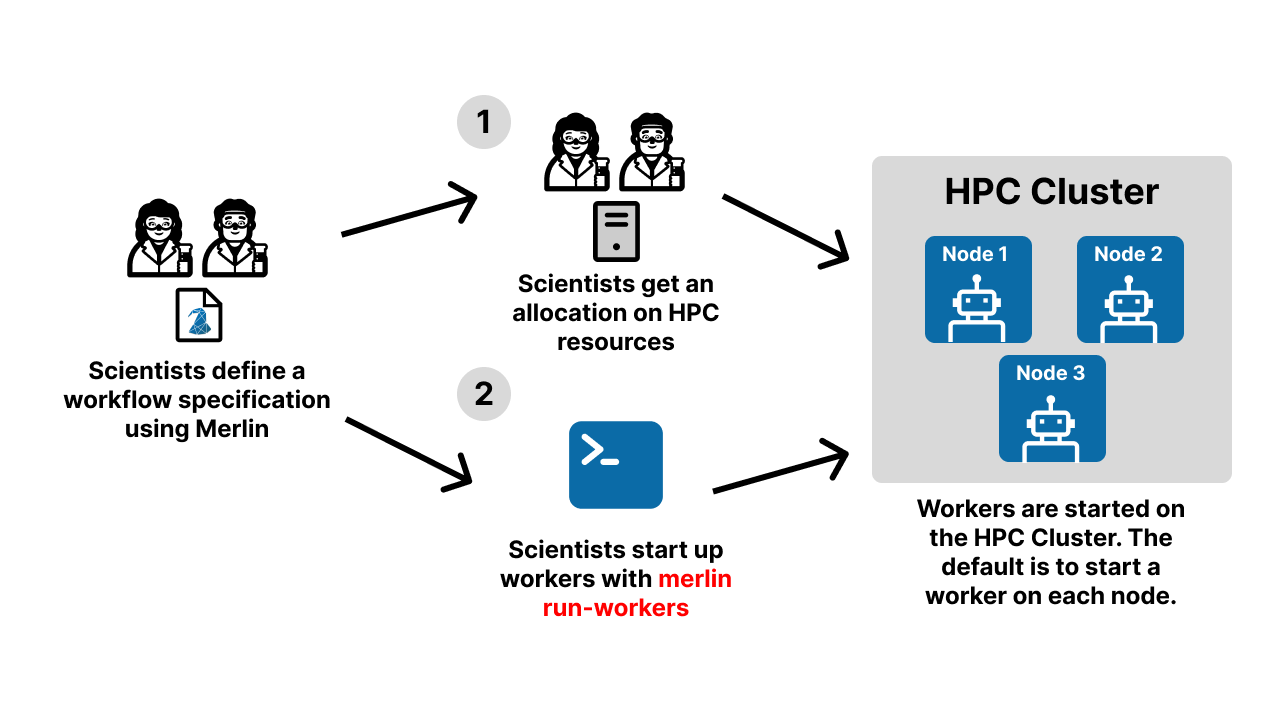 Scientists define a
workflow specification
using Merlin
1
Scientists get an
allocation on HPC
resources
2
Scientists start up
workers with merlin
run-workers
HPC Cluster
Node 1
Node 2
Node 3
Workers are started on
the HPC Cluster. The
default is to start a
worker on each node.